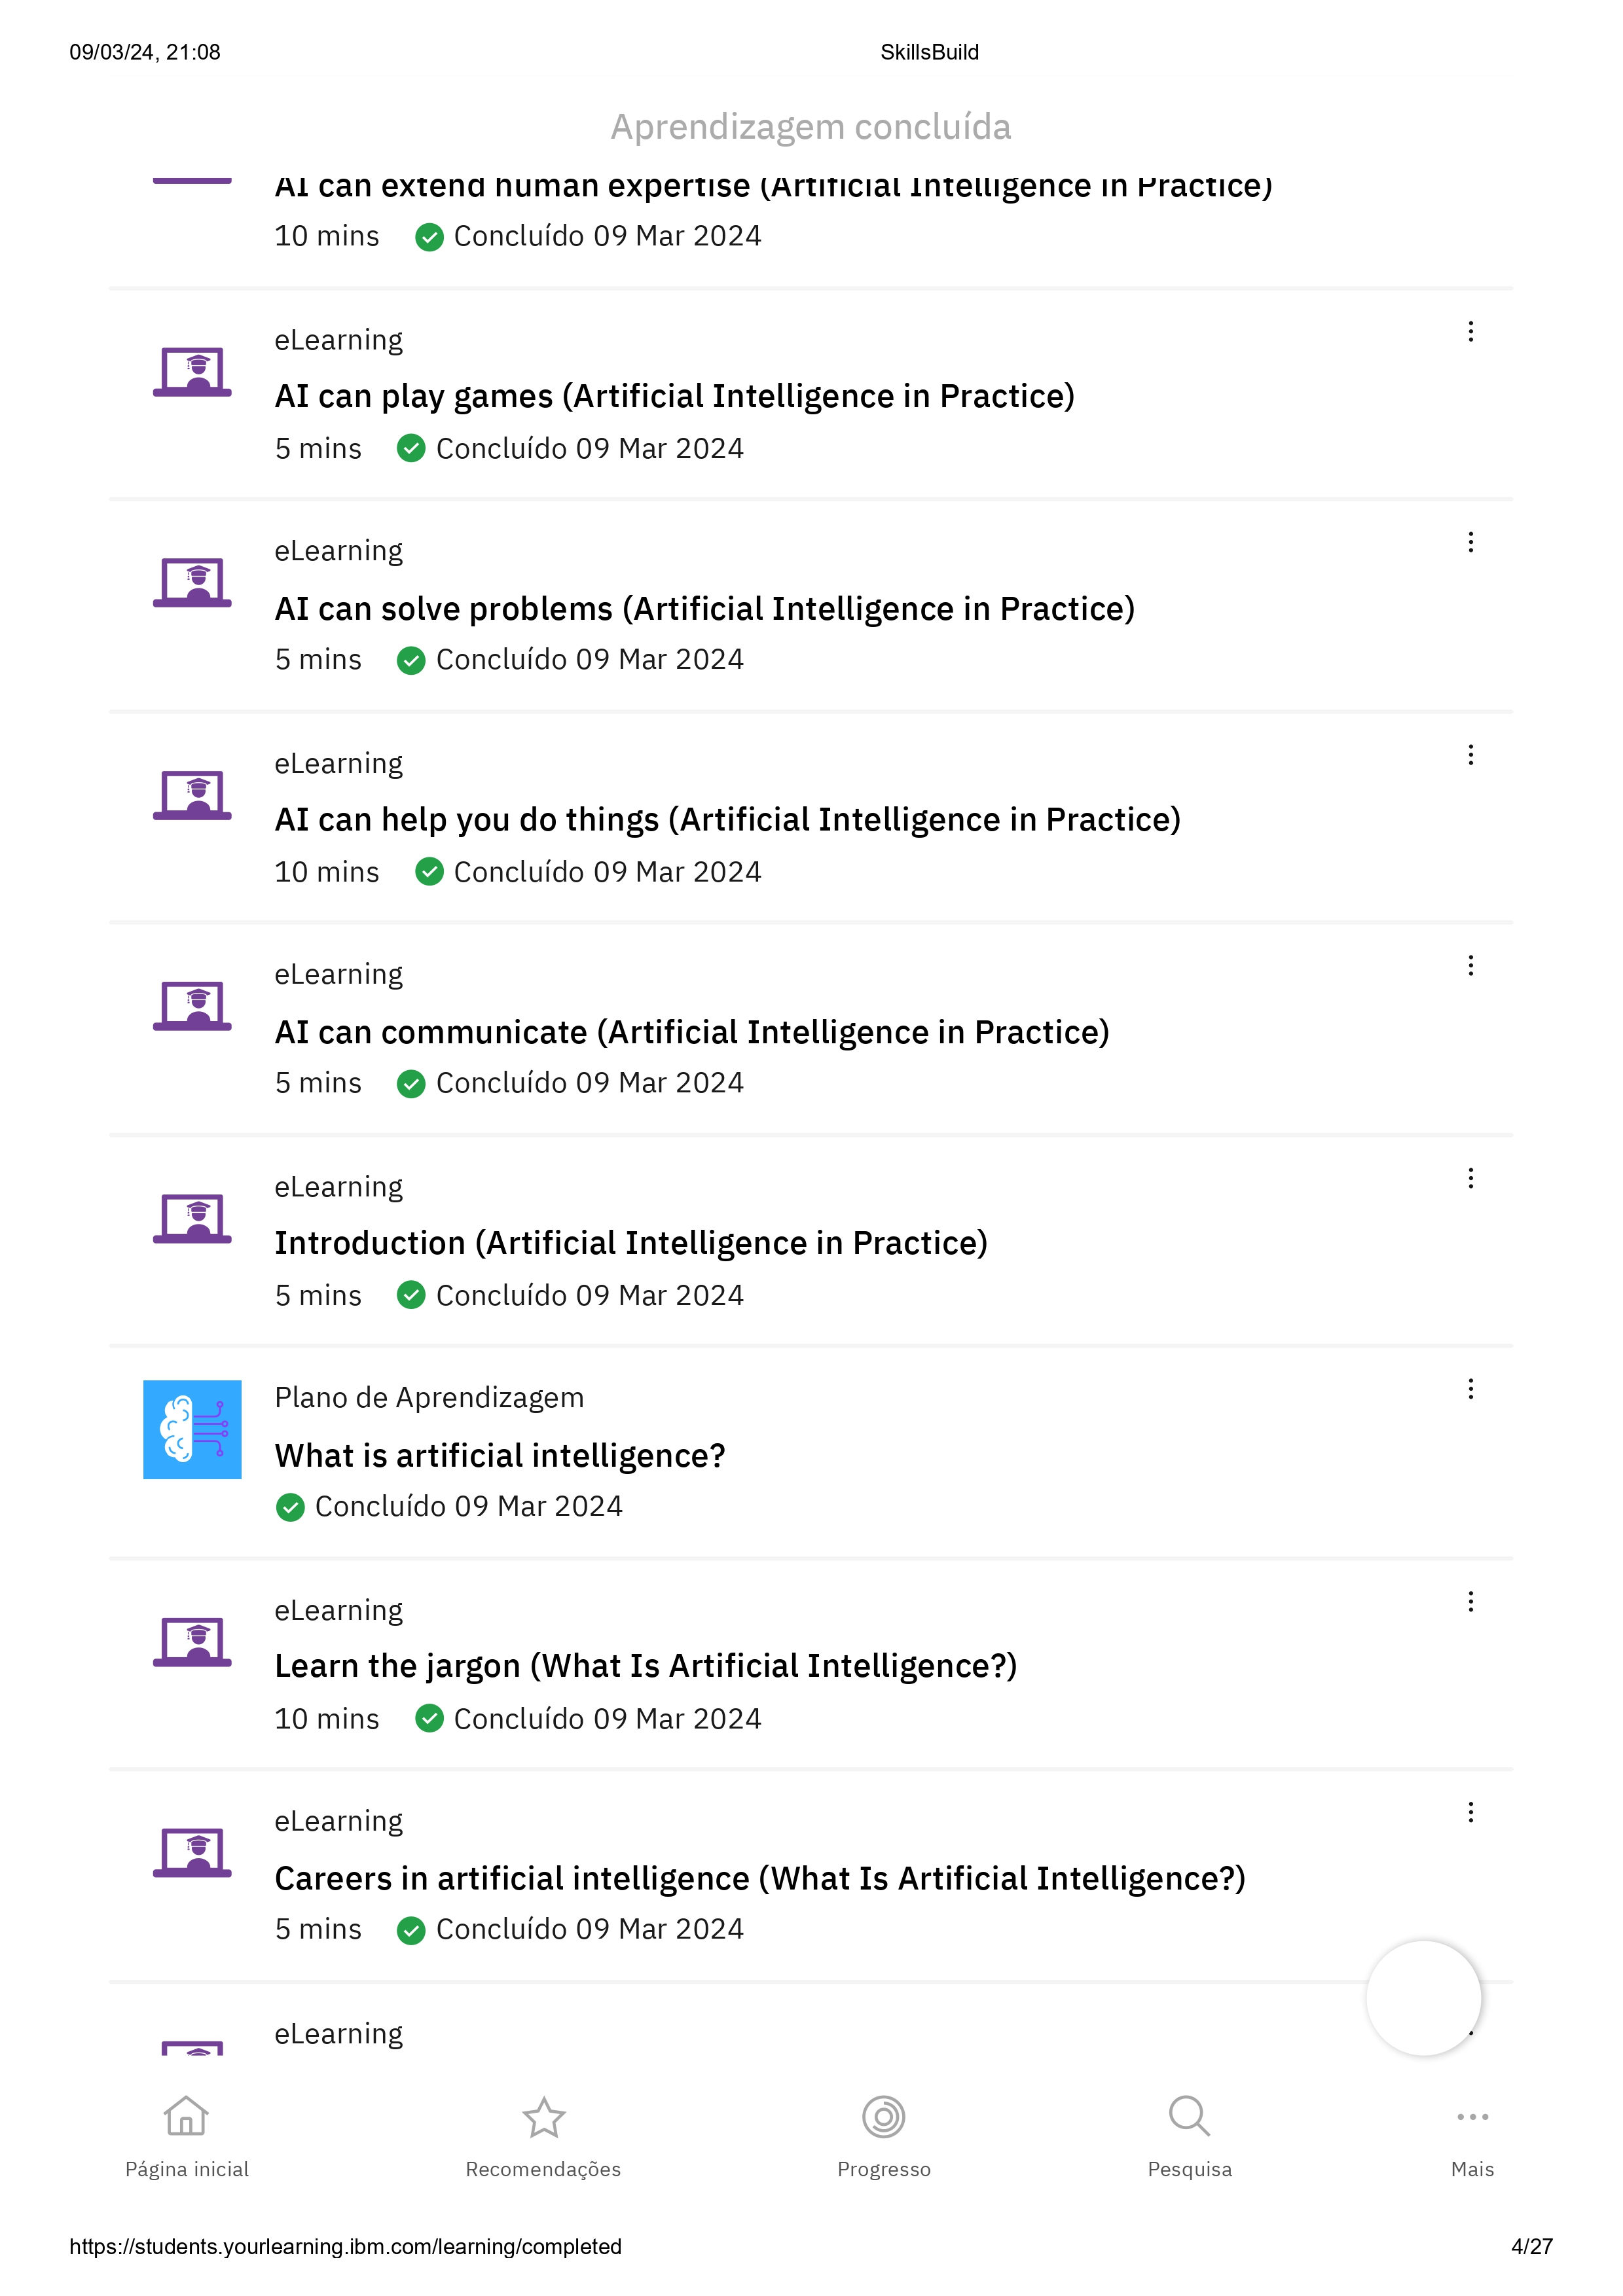 09/03/24, 21:08
SkillsBuild
Aprendizagem concluída
AI can extend human expertise (Artificial Intelligence in Practice)
10 mins Concluído 09 Mar 2024
eLearning
AI can play games (Artificial Intelligence in Practice)
5 mins Concluído 09 Mar 2024
eLearning
AI can solve problems (Artificial Intelligence in Practice)
5 mins Concluído 09 Mar 2024
eLearning
AI can help you do things (Artificial Intelligence in Practice)
10 mins Concluído 09 Mar 2024
eLearning
AI can communicate (Artificial Intelligence in Practice)
5 mins Concluído 09 Mar 2024
eLearning
Introduction (Artificial Intelligence in Practice)
5 mins Concluído 09 Mar 2024
Plano de Aprendizagem
What is artificial intelligence?
Concluído 09 Mar 2024
eLearning
Learn the jargon (What Is Artificial Intelligence?)
10 mins Concluído 09 Mar 2024
eLearning
Careers in artificial intelligence (What Is Artificial Intelligence?)
5 mins Concluído 09 Mar 2024
eLearning
Página inicial Recomendações Progresso Pesquisa Mais
https://students.yourlearning.ibm.com/learning/completed 4/27